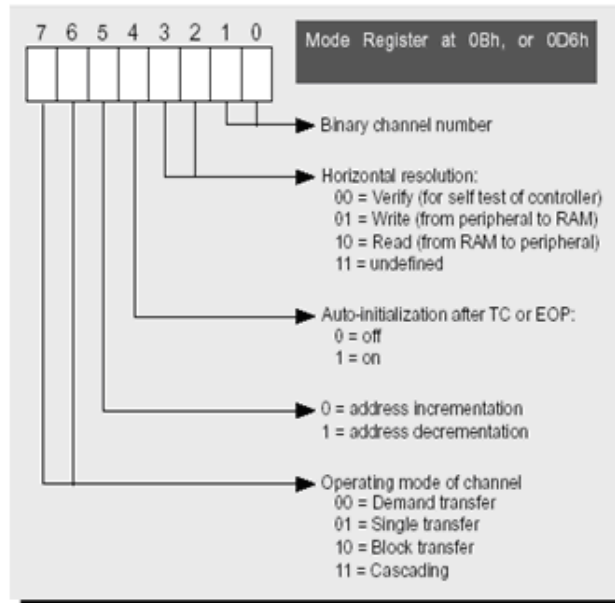 7 6 5 4 3 2 1 0
Mode Register at 0Bh, or 0D6h
Binary channel number
Horizontal resolution:
00 = Verify (for self test of controller)
01 = Write (from peripheral to RAM)
10 = Read (from RAM to peripheral)
11 = undefined
Auto-initialization after TC or EOP:
0 = off
1 = on
0 = address incrementation
1 = address decrementation
Operating mode of channel
00 = Demand transfer
01 = Single transfer
10 = Block transfer
11 = Cascading